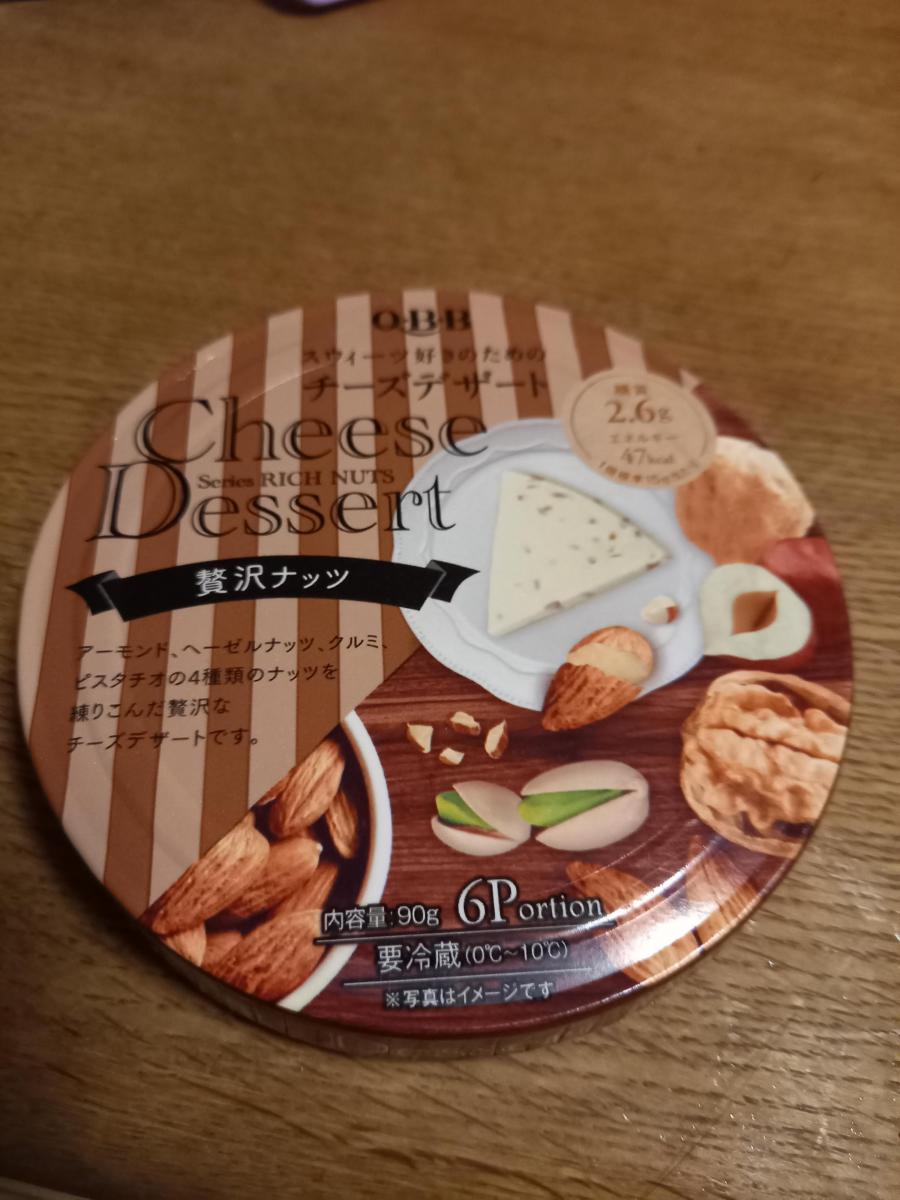 Q・B・B
スウィーツ好きのための
チーズデザート
Cheese
Series RICH NUTS
Dessert
贅沢ナッツ
アーモンド、ヘーゼルナッツ、クルミ、
ピスタチオの4種類のナッツを
練りこんだ贅沢な
チーズデザートです。
糖質
2.6g
エネルギー
47kcal
内容量:90g 6Portion
要冷蔵(0℃~10℃)
※写真はイメージです